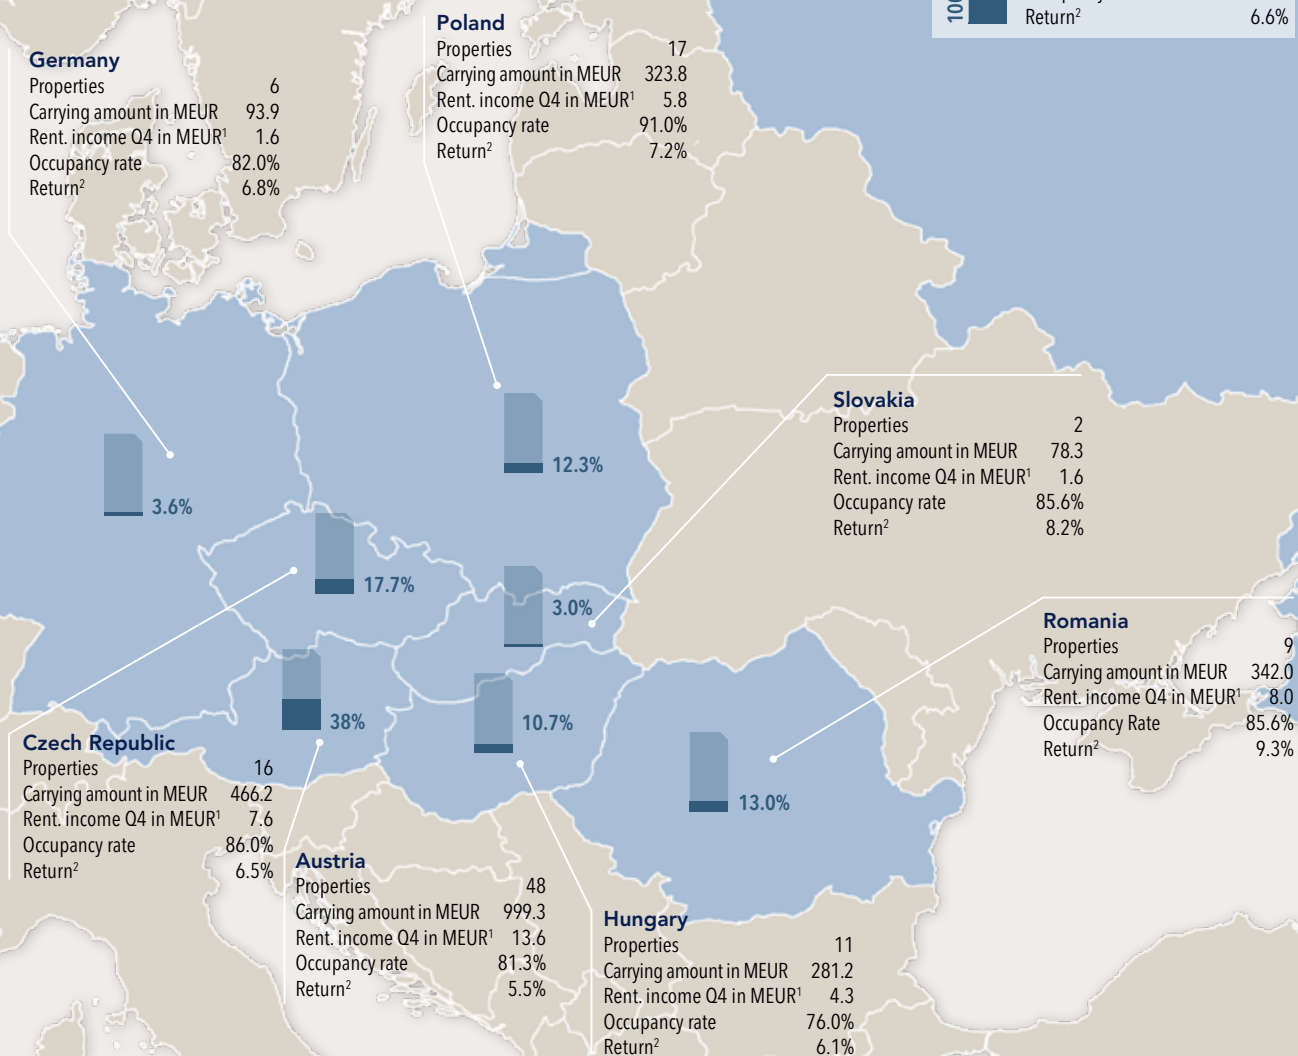 Poland
Properties 17
Carrying amount in MEUR 323.8
Rent. income Q4 in MEUR¹ 5.8
Occupancy rate 91.0%
Return² 7.2%
100
Return² 6.6%
Germany
Properties 6
Carrying amount in MEUR 93.9
Rent. income Q4 in MEUR¹ 1.6
Occupancy rate 82.0%
Return² 6.8%
Slovakia
Properties 2
Carrying amount in MEUR 78.3
Rent. income Q4 in MEUR¹ 1.6
Occupancy rate 85.6%
Return² 8.2%
12.3%
3.6%
17.7%
3.0%
38%
10.7%
13.0%
Romania
Properties 9
Carrying amount in MEUR 342.0
Rent. income Q4 in MEUR¹ 8.0
Occupancy Rate 85.6%
Return² 9.3%
Czech Republic
Properties 16
Carrying amount in MEUR 466.2
Rent. income Q4 in MEUR¹ 7.6
Occupancy rate 86.0%
Return² 6.5%
Austria
Properties 48
Carrying amount in MEUR 999.3
Rent. income Q4 in MEUR¹ 13.6
Occupancy rate 81.3%
Return² 5.5%
Hungary
Properties 11
Carrying amount in MEUR 281.2
Rent. income Q4 in MEUR¹ 4.3
Occupancy rate 76.0%
Return² 6.1%